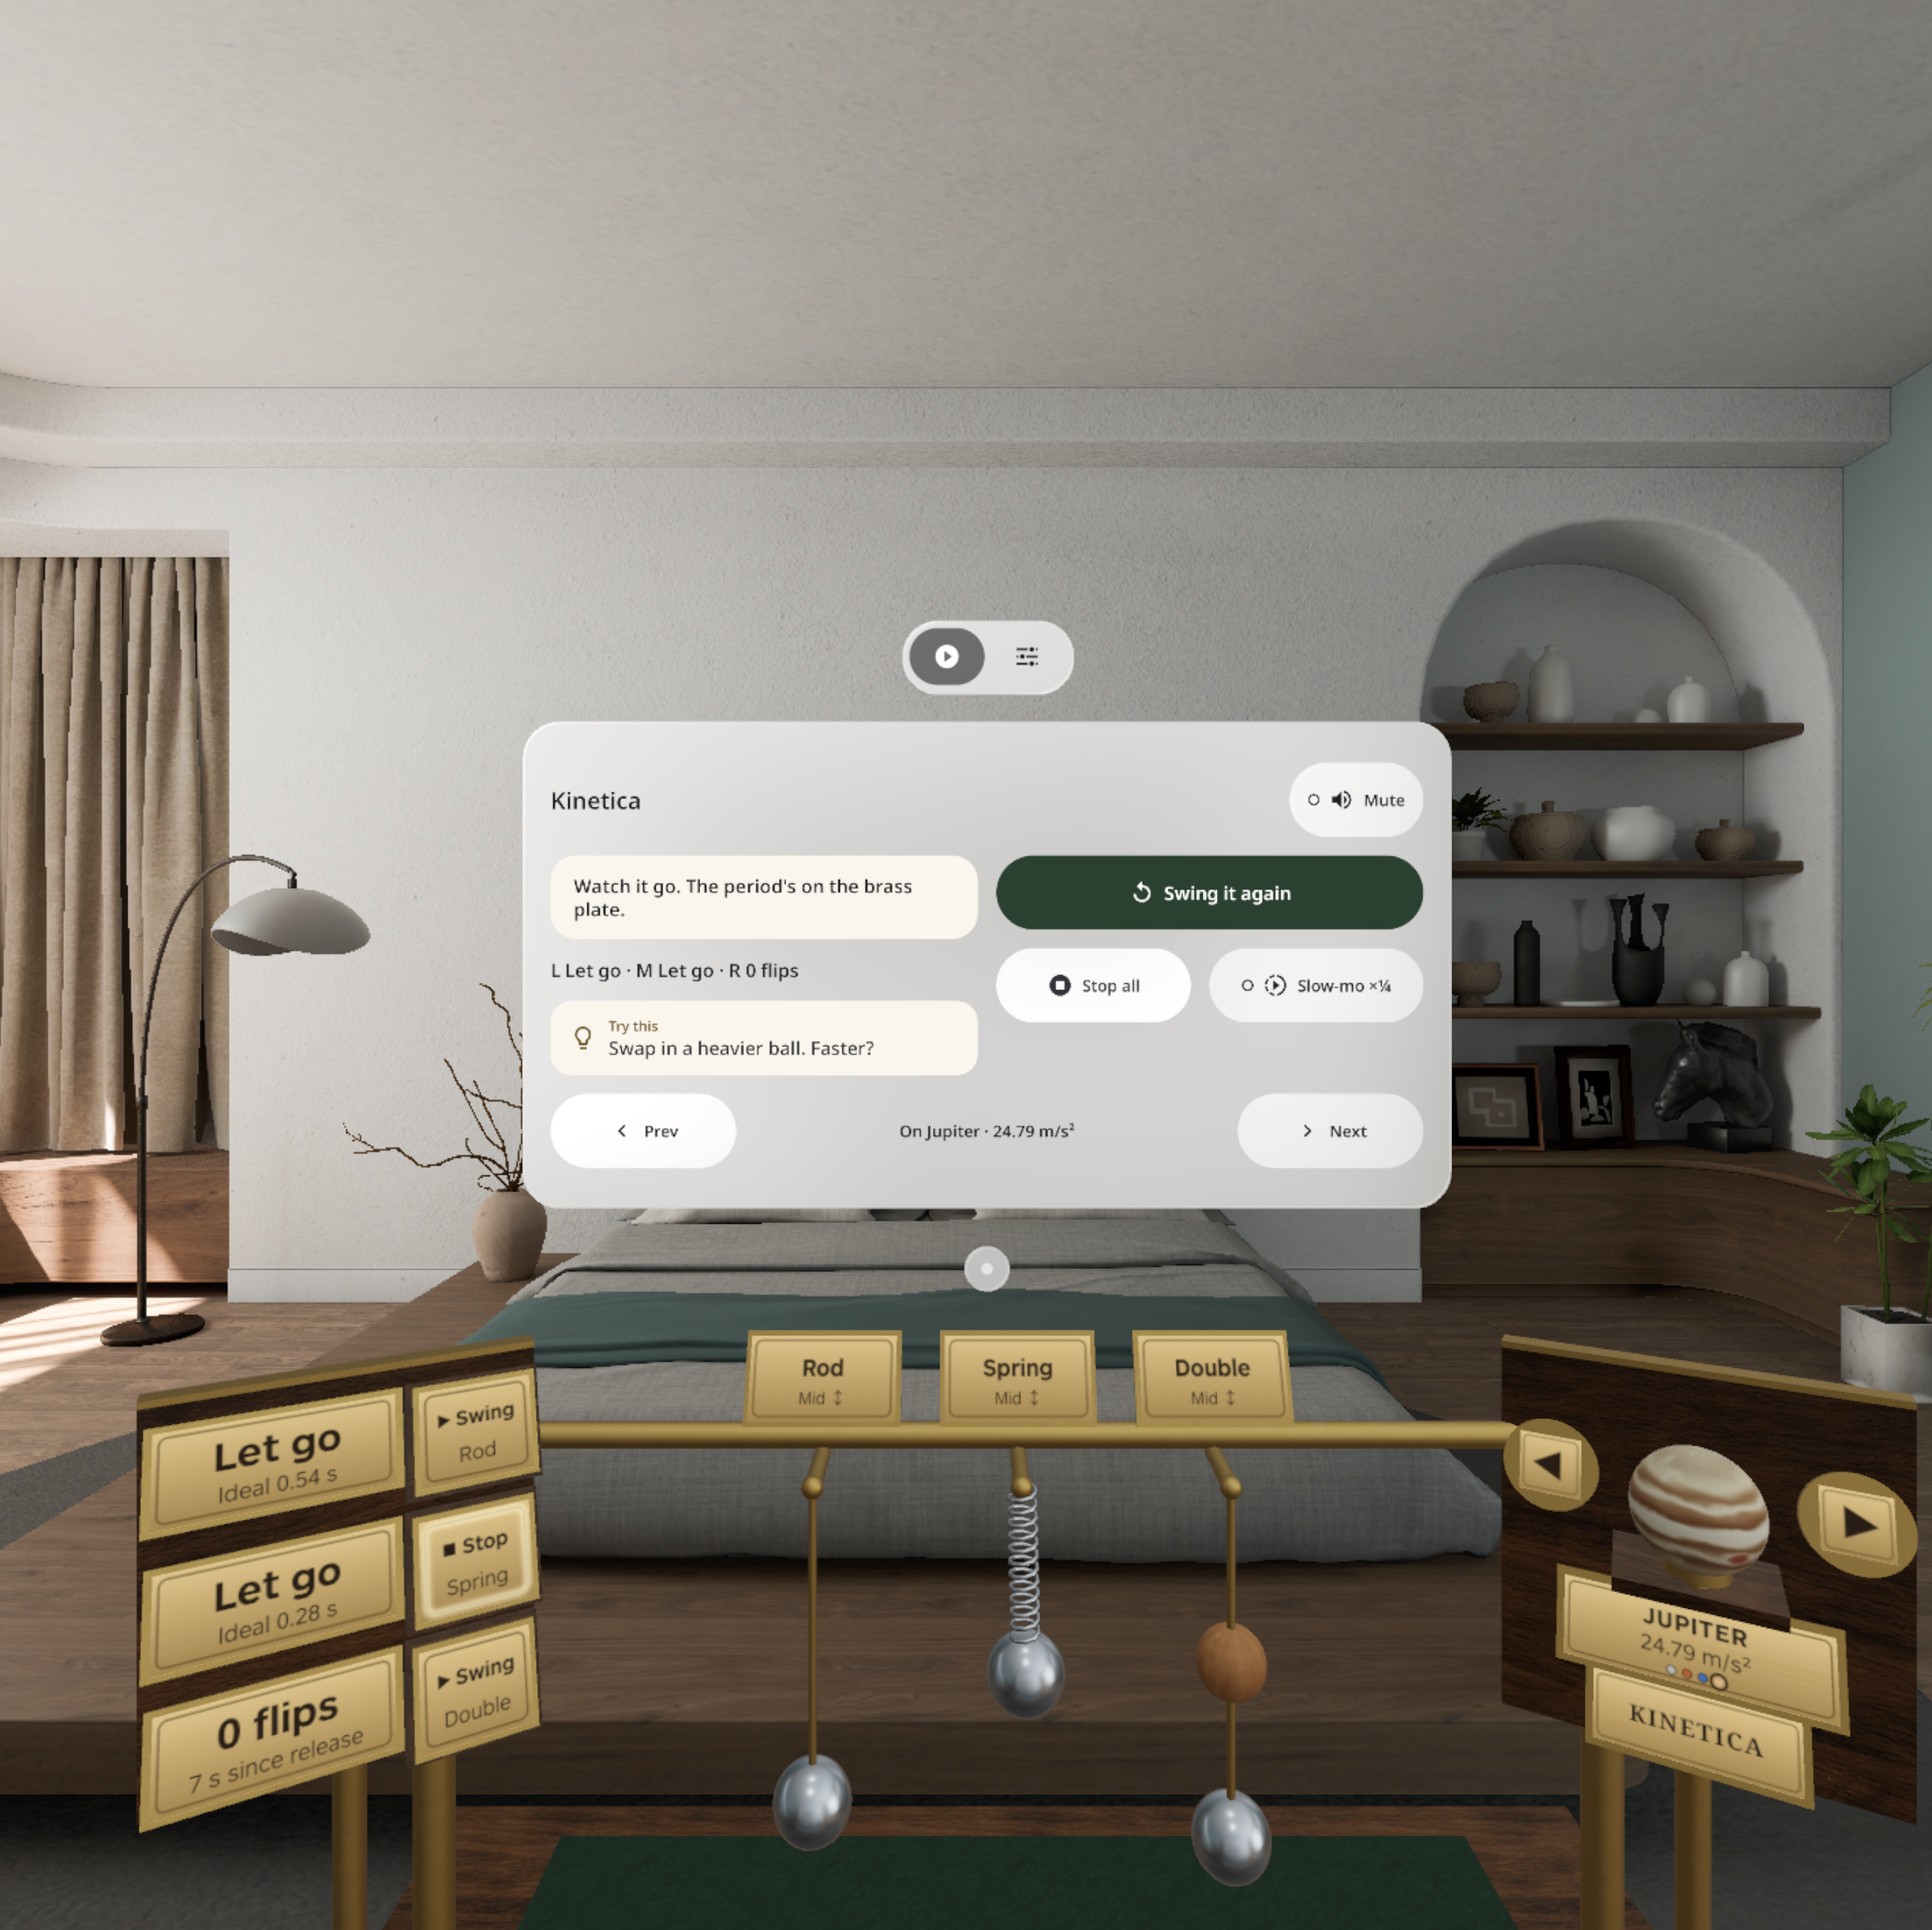 Kinetica
Mute
Watch it go. The period's on the brass
plate.
Swing it again
L Let go · M Let go · R 0 flips
Stop all
Slow-mo ×¼
Try this
Swap in a heavier ball. Faster?
Prev
On Jupiter · 24.79 m/s²
Next
Rod
Mid ↕
Spring
Mid ↕
Double
Mid ↕
Let go
Ideal 0.54 s
▶ Swing
Rod
Let go
Ideal 0.28 s
■ Stop
Spring
0 flips
7 s since release
▶ Swing
Double
JUPITER
24.79 m/s²
KINETICA